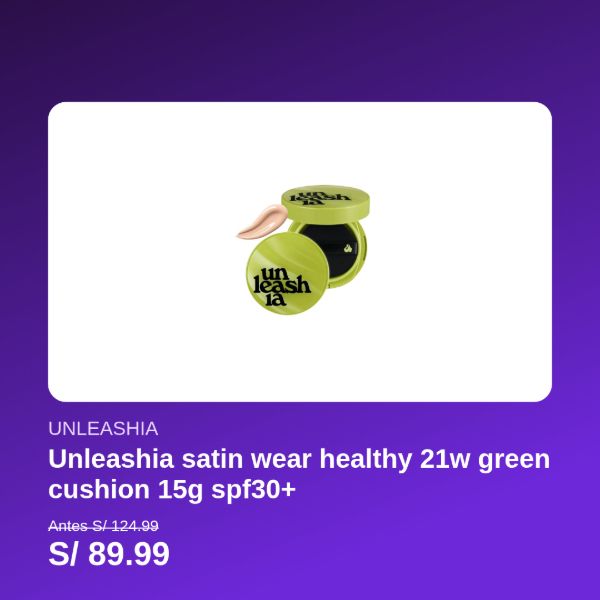 un
leash
ia
un
leash
ia
UNLEASHIA
Unleashia satin wear healthy 21w green
cushion 15g spf30+
Antes S/ 124.99
S/ 89.99